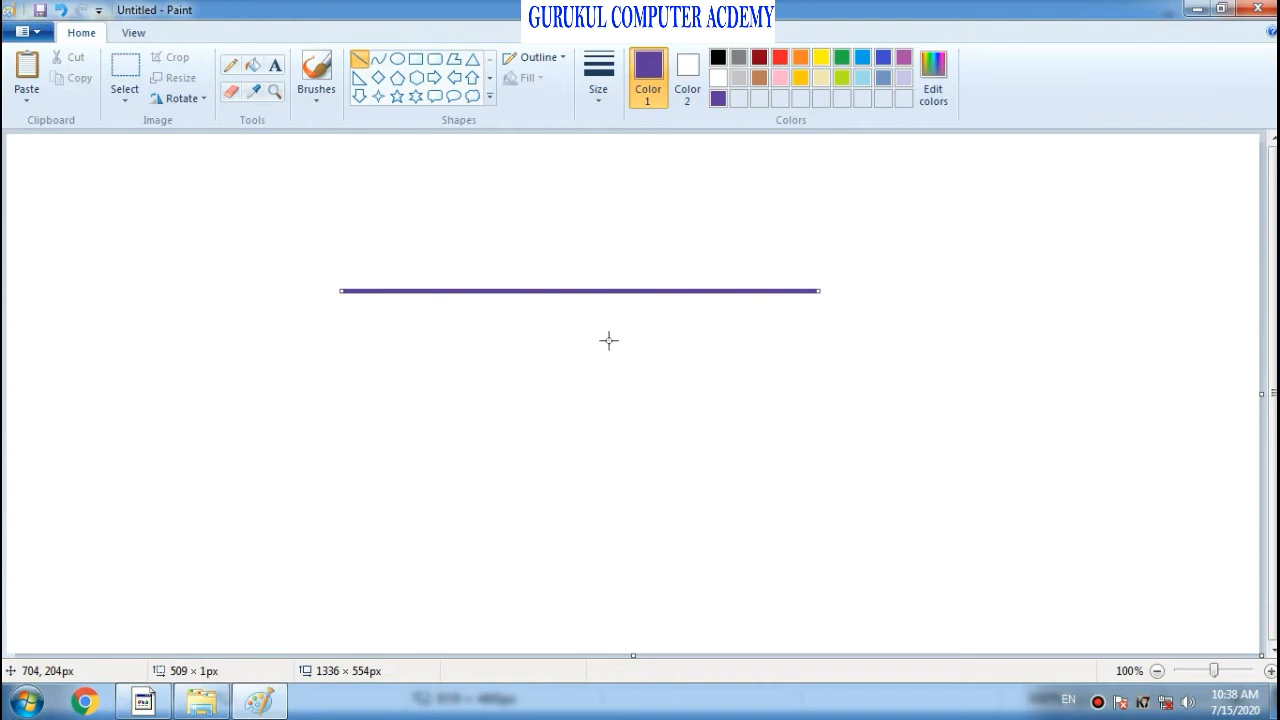 Untitled - Paint
GURUKUL COMPUTER ACDEMY
Home View
Cut
Copy
Paste
Clipboard
Crop
Resize
Rotate
Select
Image
Tools
Brushes
Outline
Fill
Shapes
Size
Color
1
Color
2
Edit
colors
Colors
704, 204px 509 × 1px 1336 × 554px 100%
EN K7 10:38 AM
7/15/2020